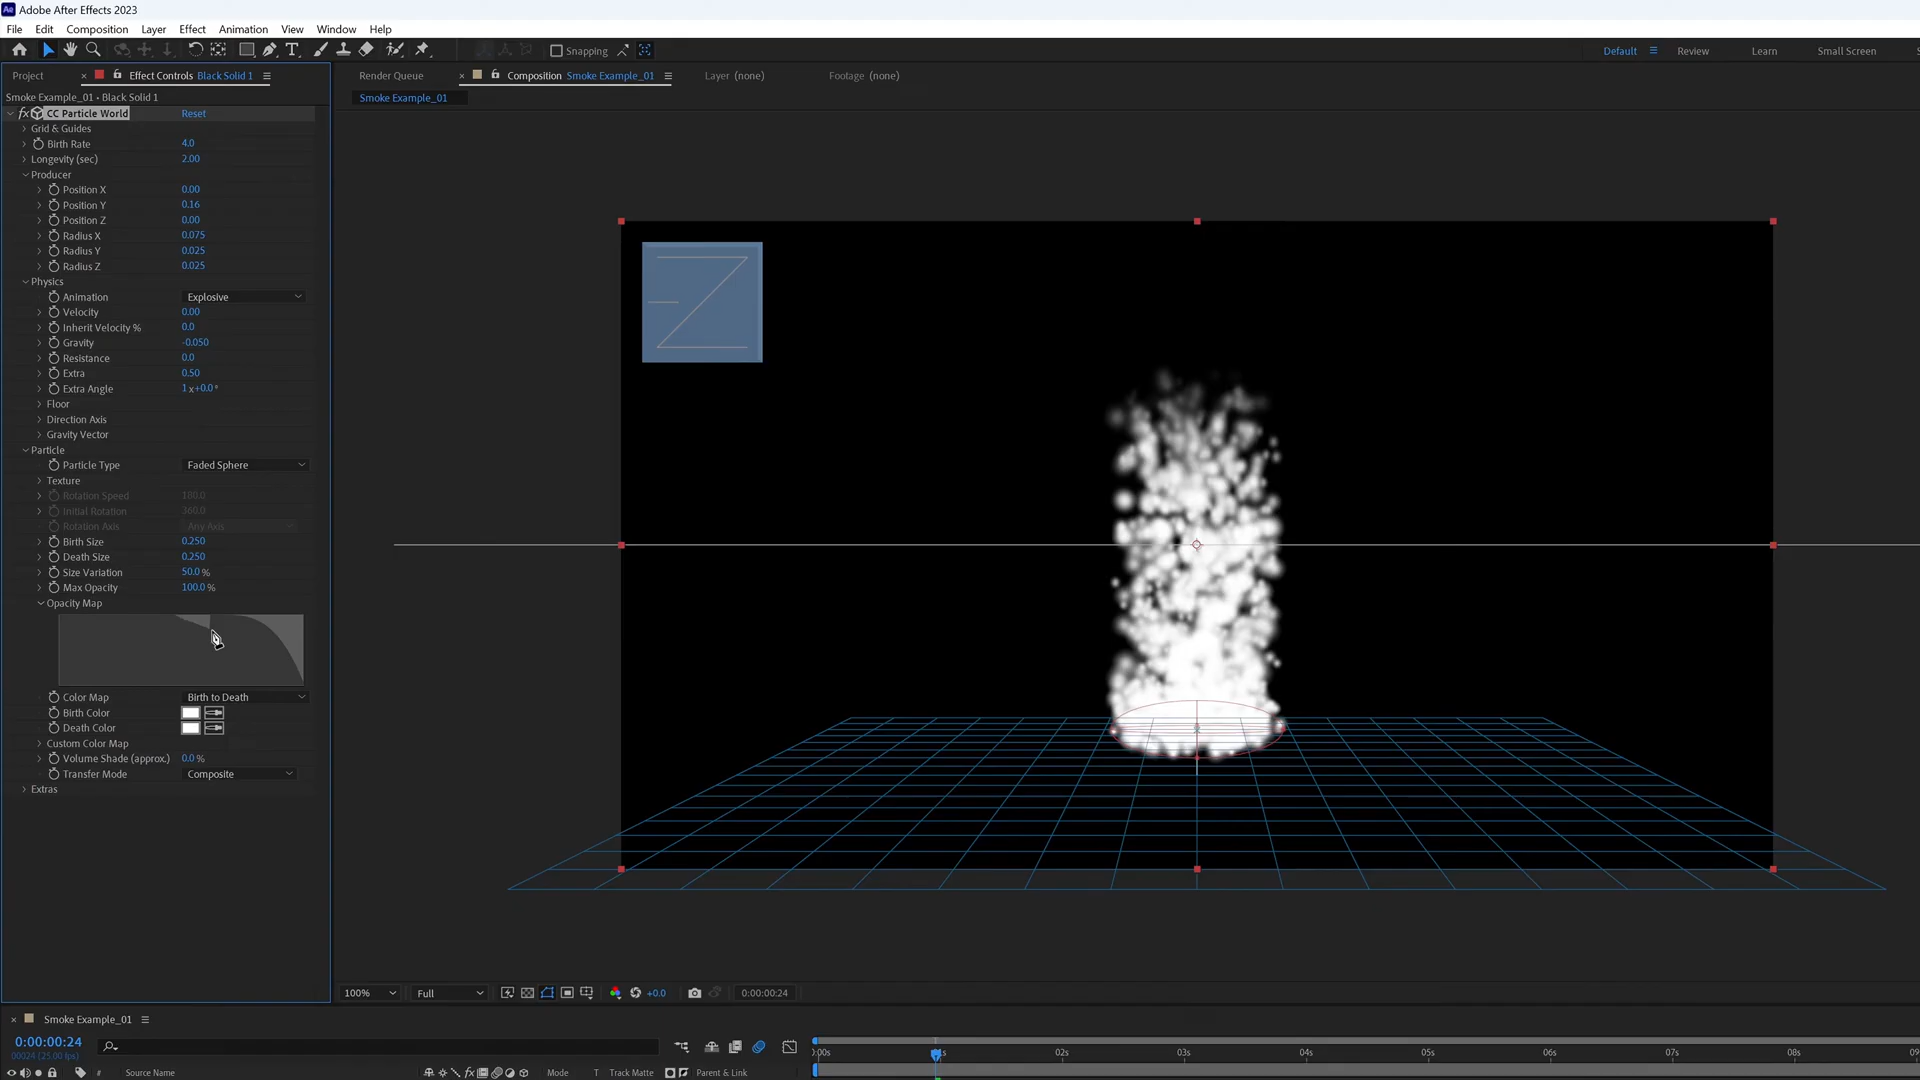 Ae Adobe After Effects 2023
File Edit Composition Layer Effect Animation View Window Help
Snapping Default Review Learn Small Screen
Project × Effect Controls Black Solid 1 Render Queue × Composition Smoke Example_01 Layer (none) Footage (none)
Smoke Example_01 • Black Solid 1 Smoke Example_01
fx CC Particle World Reset
Grid & Guides
Birth Rate 4.0
Longevity (sec) 2.00
Producer
Position X 0.00
Position Y 0.16
Position Z 0.00
Radius X 0.075
Radius Y 0.025
Radius Z 0.025
Physics
Animation Explosive
Velocity 0.00
Inherit Velocity % 0.0
Gravity -0.050
Resistance 0.0
Extra 0.50
Extra Angle 1x+0.0°
Floor
Direction Axis
Gravity Vector
Particle
Particle Type Faded Sphere
Texture
Rotation Speed 180.0
Initial Rotation 360.0
Rotation Axis Any Axis
Birth Size 0.250
Death Size 0.250
Size Variation 50.0 %
Max Opacity 100.0 %
Opacity Map
Color Map Birth to Death
Birth Color
Death Color
Custom Color Map
Volume Shade (approx.) 0.0 %
Transfer Mode Composite
Extras
100% Full +0.0 0:00:00:24
× Smoke Example_01
0:00:00:24
00024 (25.00 fps)
:00s 02s 03s 04s 05s 06s 07s 08s
# Source Name fx Mode T Track Matte Parent & Link